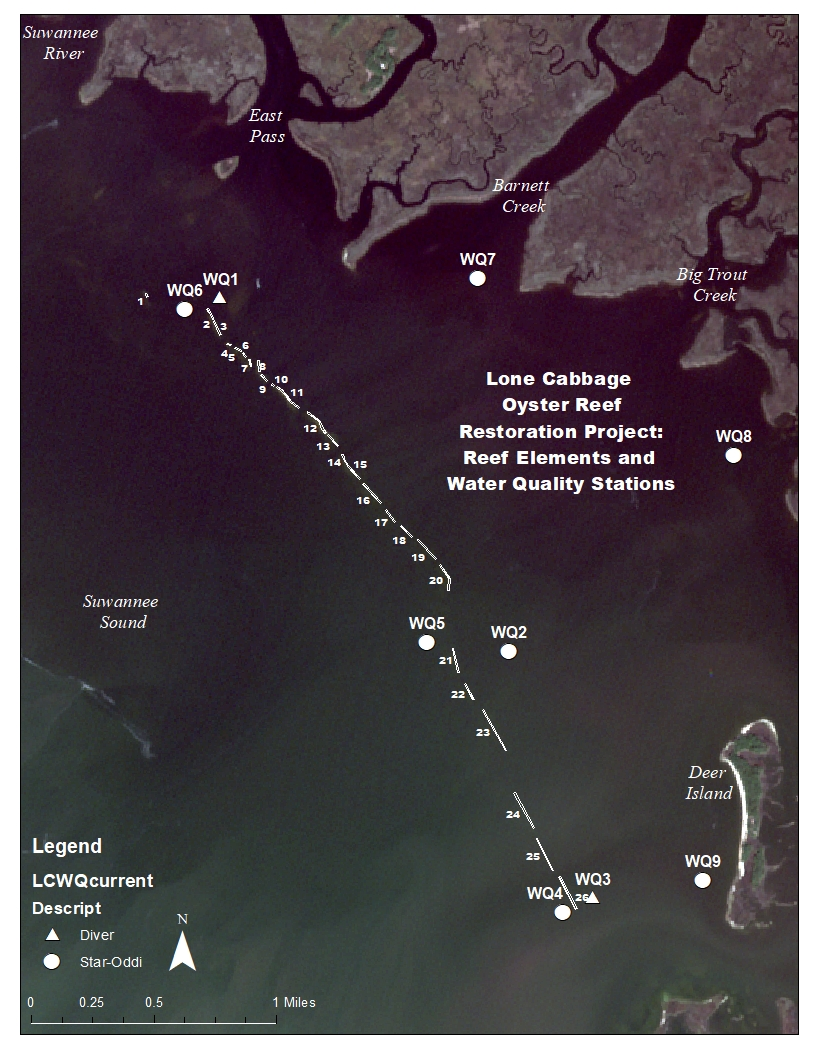 Suwannee
River
East
Pass
Barnett
Creek
WQ7
Big Trout
Creek
WQ6
WQ1
1
2
3
4
5
6
7
8
9
10
11
12
13
14
15
16
17
18
19
20
Lone Cabbage
Oyster Reef
Restoration Project:
Reef Elements and
Water Quality Stations
WQ8
Suwannee
Sound
WQ5
WQ2
21
22
23
24
25
26
Deer
Island
WQ9
WQ4
WQ3
Legend
LCWQcurrent
Descript
Diver
Star-Oddi
N
0 0.25 0.5 1 Miles